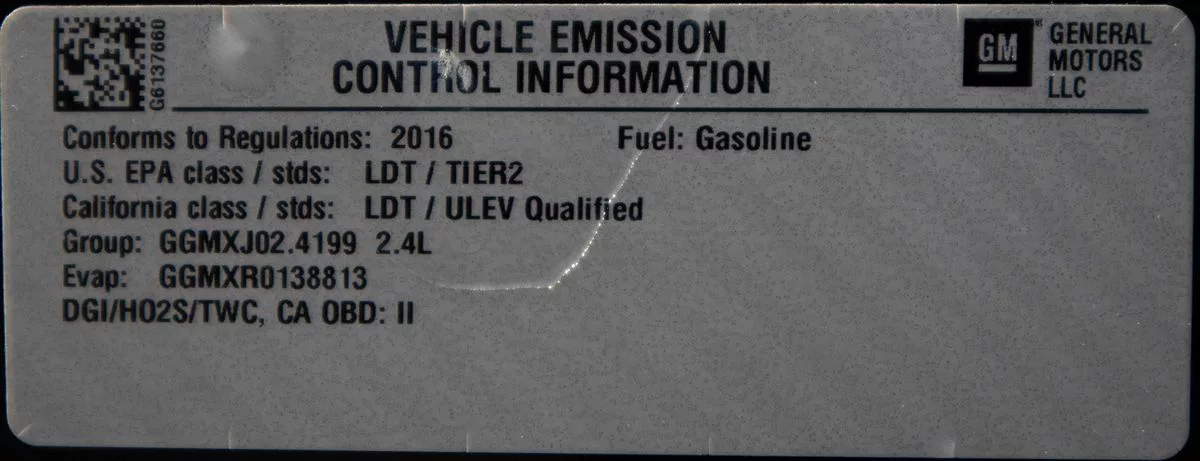 G6137660
VEHICLE EMISSION
CONTROL INFORMATION
GM®
GENERAL
MOTORS
LLC
Conforms to Regulations: 2016 Fuel: Gasoline
U.S. EPA class / stds: LDT / TIER2
California class / stds: LDT / ULEV Qualified
Group: GGMXJ02.4199 2.4L
Evap: GGMXR0138813
DGI/HO2S/TWC, CA OBD: II